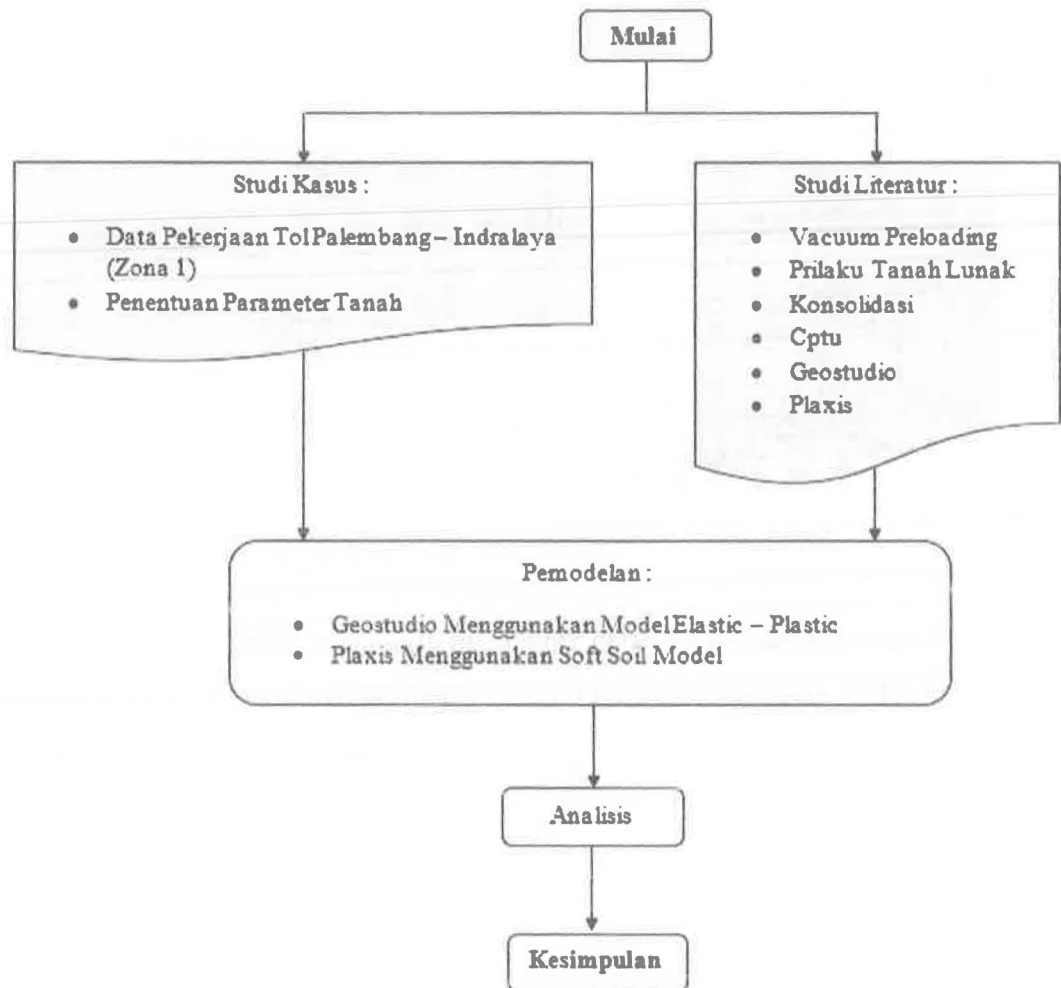 Mulai
Studi Kasus :
• Data Pekerjaan Tol Palembang – Indralaya
(Zona 1)
• Penentuan Parameter Tanah
Studi Literatur :
• Vacuum Preloading
• Prilaku Tanah Lunak
• Konsolidasi
• Cptu
• Geostudio
• Plaxis
Pemodelan :
• Geostudio Menggunakan Model Elastic – Plastic
• Plaxis Menggunakan Soft Soil Model
Analisis
Kesimpulan